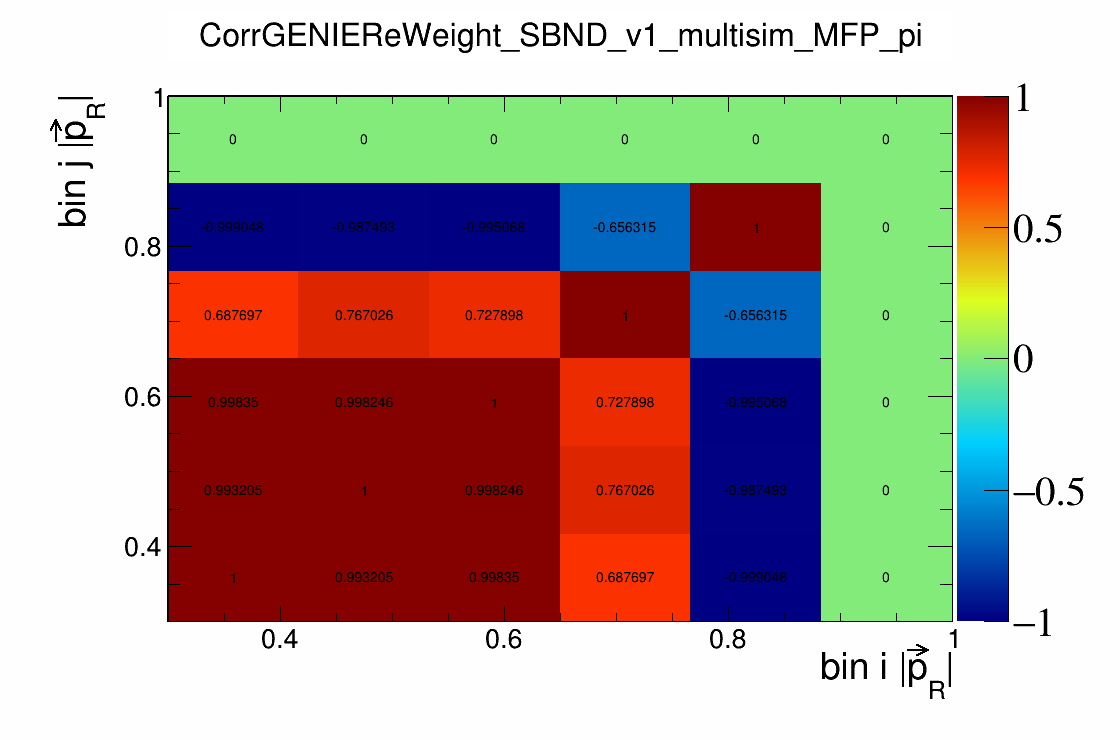 CorrGENIEReWeight_SBND_v1_multisim_MFP_pi
bin j |p_R|
1
0.8
0.6
0.4
0 0 0 0 0 0
-0.999048 -0.987493 -0.995068 -0.656315 1 0
0.687697 0.767026 0.727898 1 -0.656315 0
0.99835 0.998246 1 0.727898 -0.995068 0
0.993205 1 0.998246 0.767026 -0.987493 0
1 0.993205 0.99835 0.687697 -0.999048 0
0.4 0.6 0.8 1
bin i |p_R|
1
0.5
0
−0.5
−1